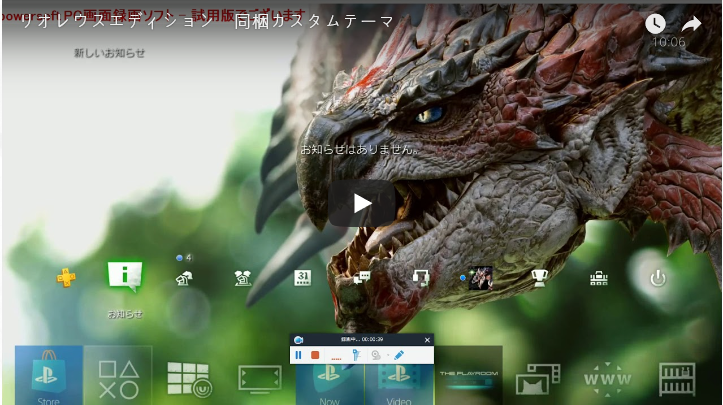 powersoft PC画面録画ソフト - 試用版でございます
リオレウスエディション 同梱カスタムテーマ
10:06
新しいお知らせ
お知らせはありません。
4
31
お知らせ
録画中... 00:00:39
Store
Now
Video
THE PLAYROOM
WWW